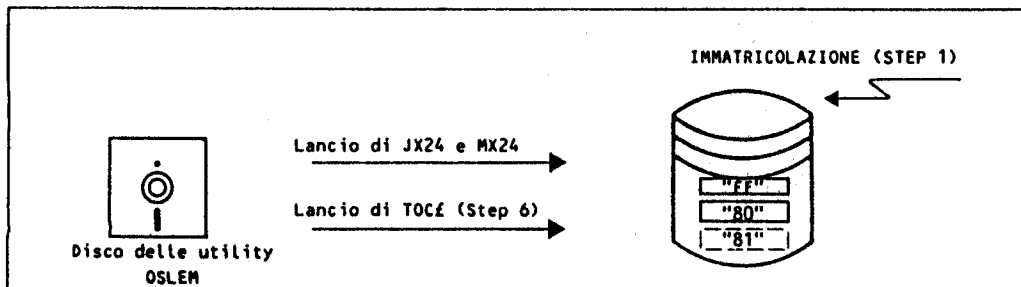 IMMATRICOLAZIONE (STEP 1)
Lancio di JX24 e MX24
Lancio di TOC£ (Step 6)
"FF"
"80"
"81"
Disco delle utility
OSLEM